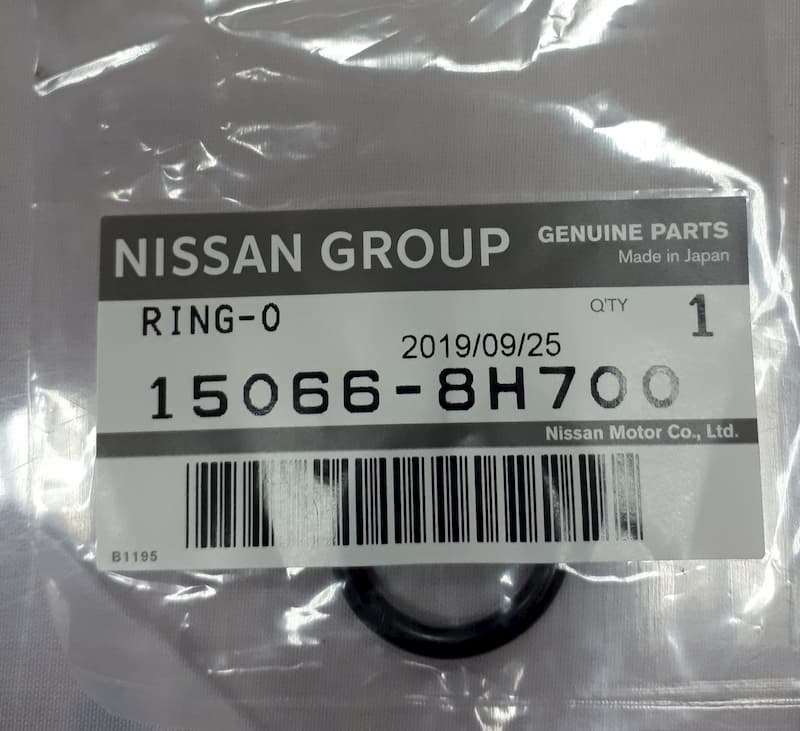 NISSAN GROUP
GENUINE PARTS
Made in Japan
RING-O
Q'TY 1
2019/09/25
15066-8H700
Nissan Motor Co., Ltd.
B1195